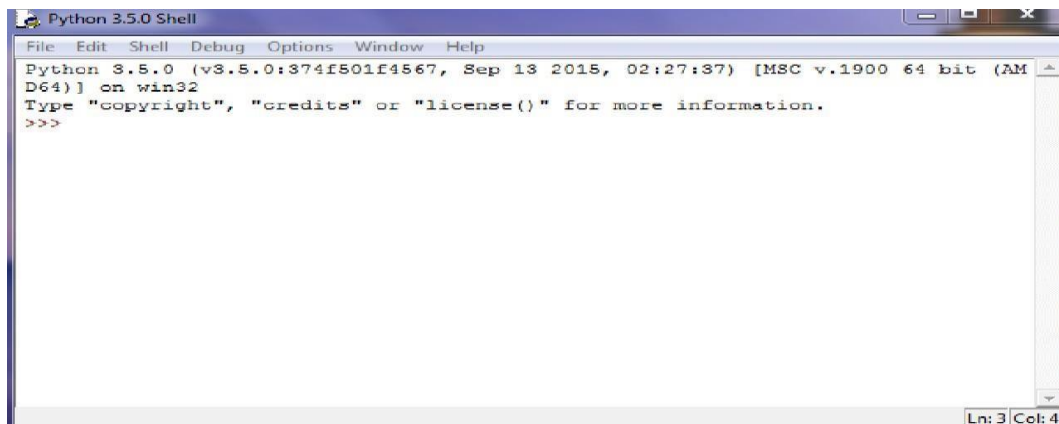 Python 3.5.0 Shell
File Edit Shell Debug Options Window Help
Python 3.5.0 (v3.5.0:374f501f4567, Sep 13 2015, 02:27:37) [MSC v.1900 64 bit (AM
D64)] on win32
Type "copyright", "credits" or "license()" for more information.
>>>
Ln: 3 Col: 4